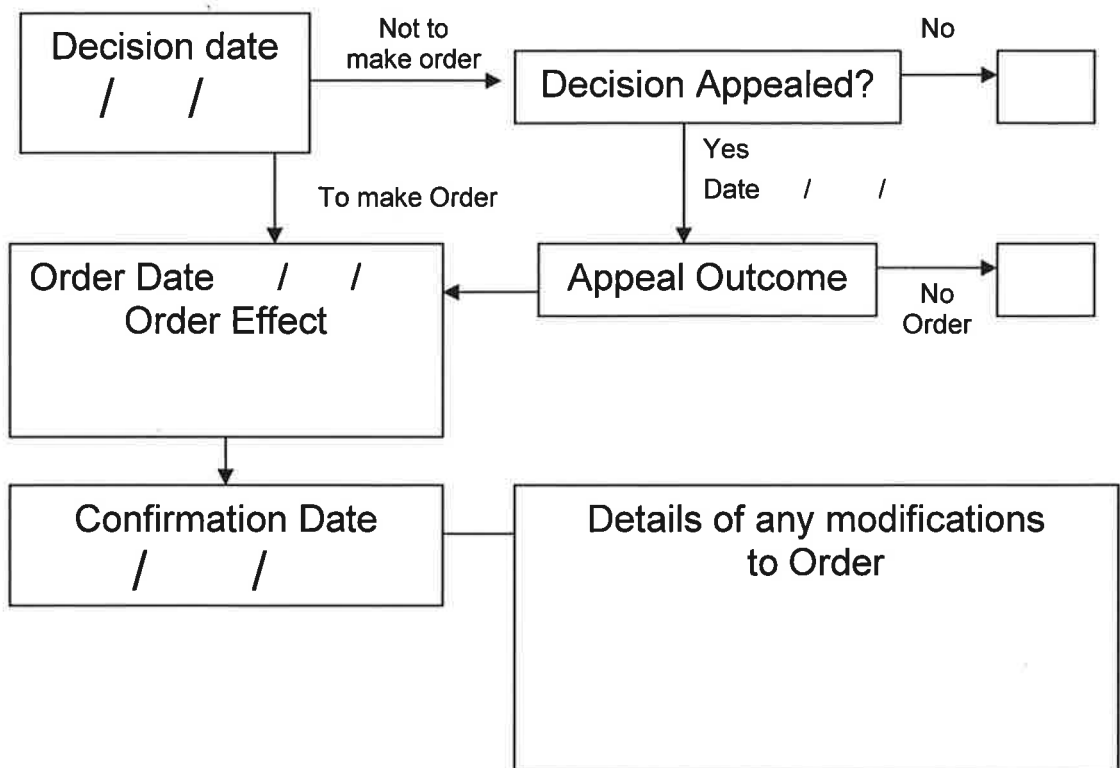 Decision date
/ /
Not to
make order
Decision Appealed?
No
Yes
Date / /
To make Order
Order Date / /
Order Effect
Appeal Outcome
No
Order
Confirmation Date
/ /
Details of any modifications
to Order